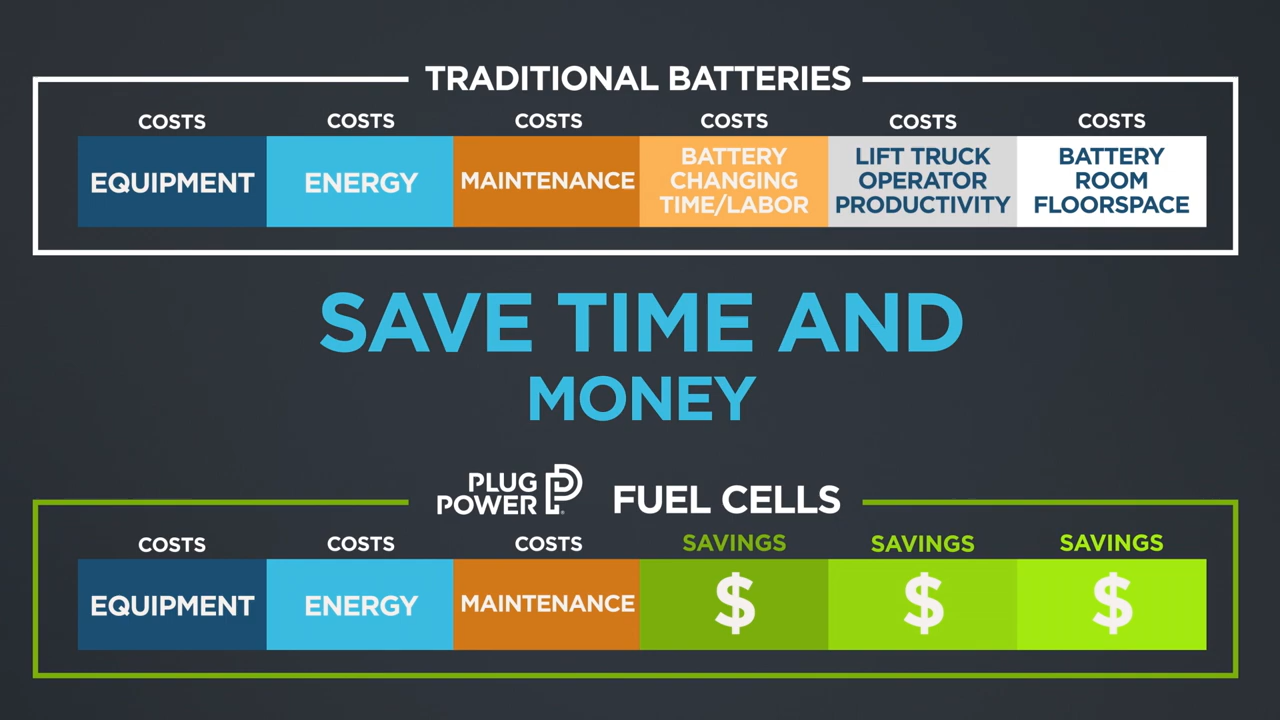 TRADITIONAL BATTERIES
COSTS COSTS COSTS COSTS COSTS COSTS
EQUIPMENT
ENERGY
MAINTENANCE
BATTERY
CHANGING
TIME/LABOR
LIFT TRUCK
OPERATOR
PRODUCTIVITY
BATTERY
ROOM
FLOORSPACE
SAVE TIME AND
MONEY
PLUG
POWER
FUEL CELLS
COSTS COSTS COSTS SAVINGS SAVINGS SAVINGS
EQUIPMENT
ENERGY
MAINTENANCE
$ $ $